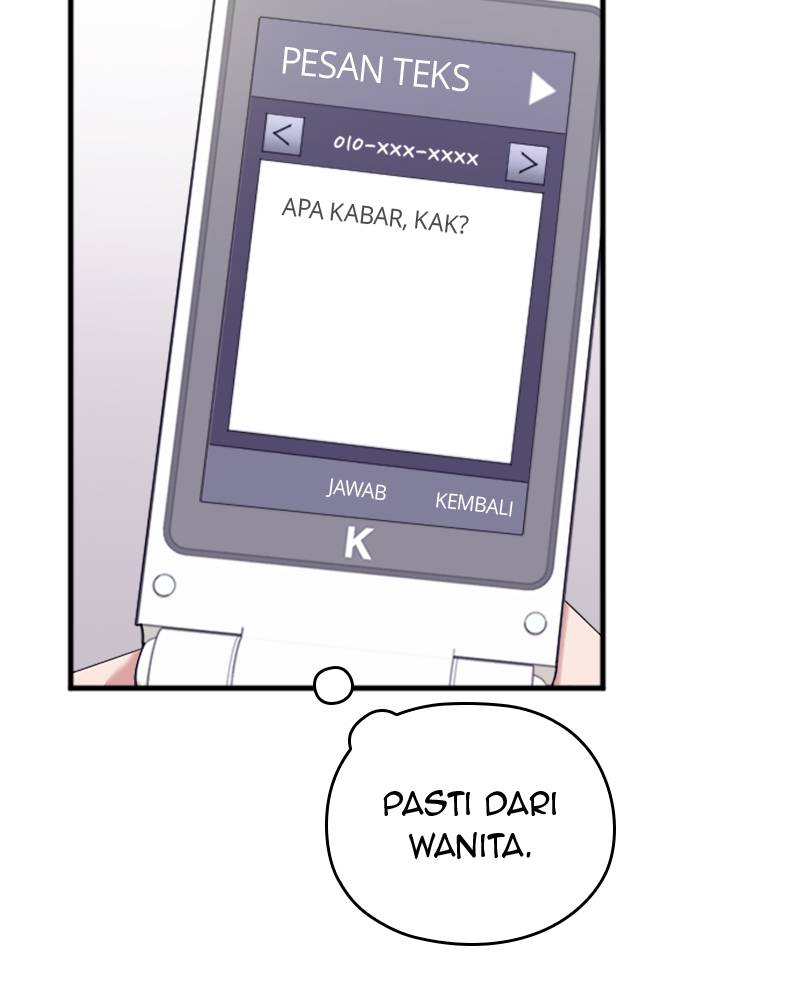 PESAN TEKS
< 010-xxx-xxxx >
APA KABAR, KAK?
JAWAB KEMBALI
K
PASTI DARI
WANITA.